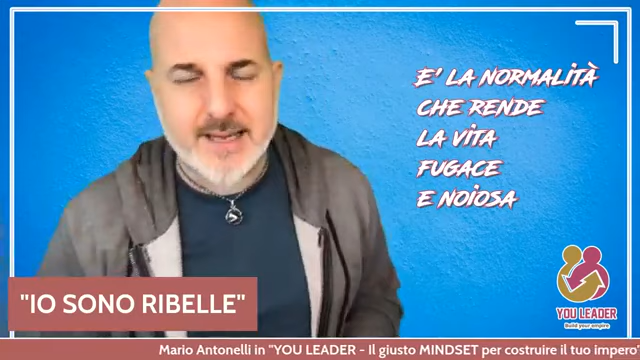 E' LA NORMALITÀ
CHE RENDE
LA VITA
FUGACE
E NOIOSA
YOU LEADER
Build your empire
"IO SONO RIBELLE"
Mario Antonelli in "YOU LEADER - Il giusto MINDSET per costruire il tuo impero"